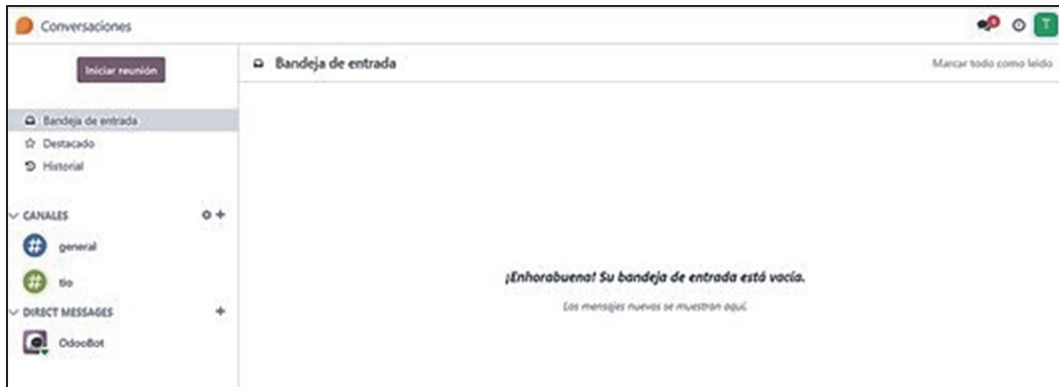 Conversaciones
T
Iniciar reunión
Bandeja de entrada
Destacado
Historial
CANALES
general
tio
DIRECT MESSAGES
OdooBot
Bandeja de entrada
Marcar todo como leído
¡Enhorabuena! Su bandeja de entrada está vacía.
Los mensajes nuevos se muestran aquí.